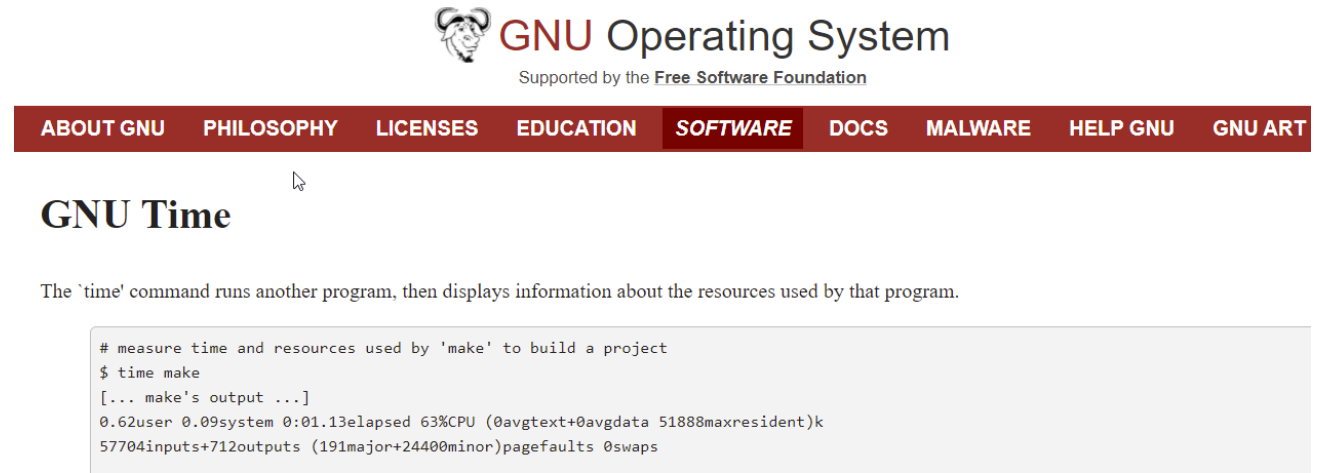 GNU Operating System
Supported by the Free Software Foundation
ABOUT GNU PHILOSOPHY LICENSES EDUCATION SOFTWARE DOCS MALWARE HELP GNU GNU ART
GNU Time
The `time' command runs another program, then displays information about the resources used by that program.
# measure time and resources used by 'make' to build a project
$ time make
[... make's output ...]
0.62user 0.09system 0:01.13elapsed 63%CPU (0avgtext+0avgdata 51888maxresident)k
57704inputs+712outputs (191major+24400minor)pagefaults 0swaps